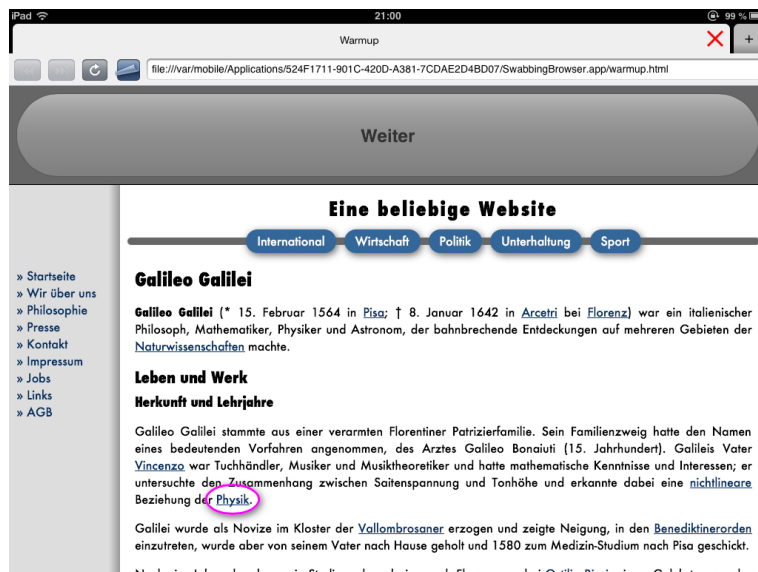 iPad 21:00 99 %
Warmup
+
file:///var/mobile/Applications/524F1711-901C-420D-A381-7CDAE2D4BD07/SwabbingBrowser.app/warmup.html
Weiter
Eine beliebige Website
International Wirtschaft Politik Unterhaltung Sport
» Startseite
» Wir über uns
» Philosophie
» Presse
» Kontakt
» Impressum
» Jobs
» Links
» AGB
Galileo Galilei
Galileo Galilei (* 15. Februar 1564 in Pisa; † 8. Januar 1642 in Arcetri bei Florenz) war ein italienischer
Philosoph, Mathematiker, Physiker und Astronom, der bahnbrechende Entdeckungen auf mehreren Gebieten der
Naturwissenschaften machte.
Leben und Werk
Herkunft und Lehrjahre
Galileo Galilei stammte aus einer verarmten Florentiner Patrizierfamilie. Sein Familienzweig hatte den Namen
eines bedeutenden Vorfahren angenommen, des Arztes Galileo Bonaiuti (15. Jahrhundert). Galileis Vater
Vincenzo war Tuchhändler, Musiker und Musiktheoretiker und hatte mathematische Kenntnisse und Interessen; er
untersuchte den Zusammenhang zwischen Saitenspannung und Tonhöhe und erkannte dabei eine nichtlineare
Beziehung der Physik.
Galilei wurde als Novize im Kloster der Vallombrosaner erzogen und zeigte Neigung, in den Benediktinerorden
einzutreten, wurde aber von seinem Vater nach Hause geholt und 1580 zum Medizin-Studium nach Pisa geschickt.